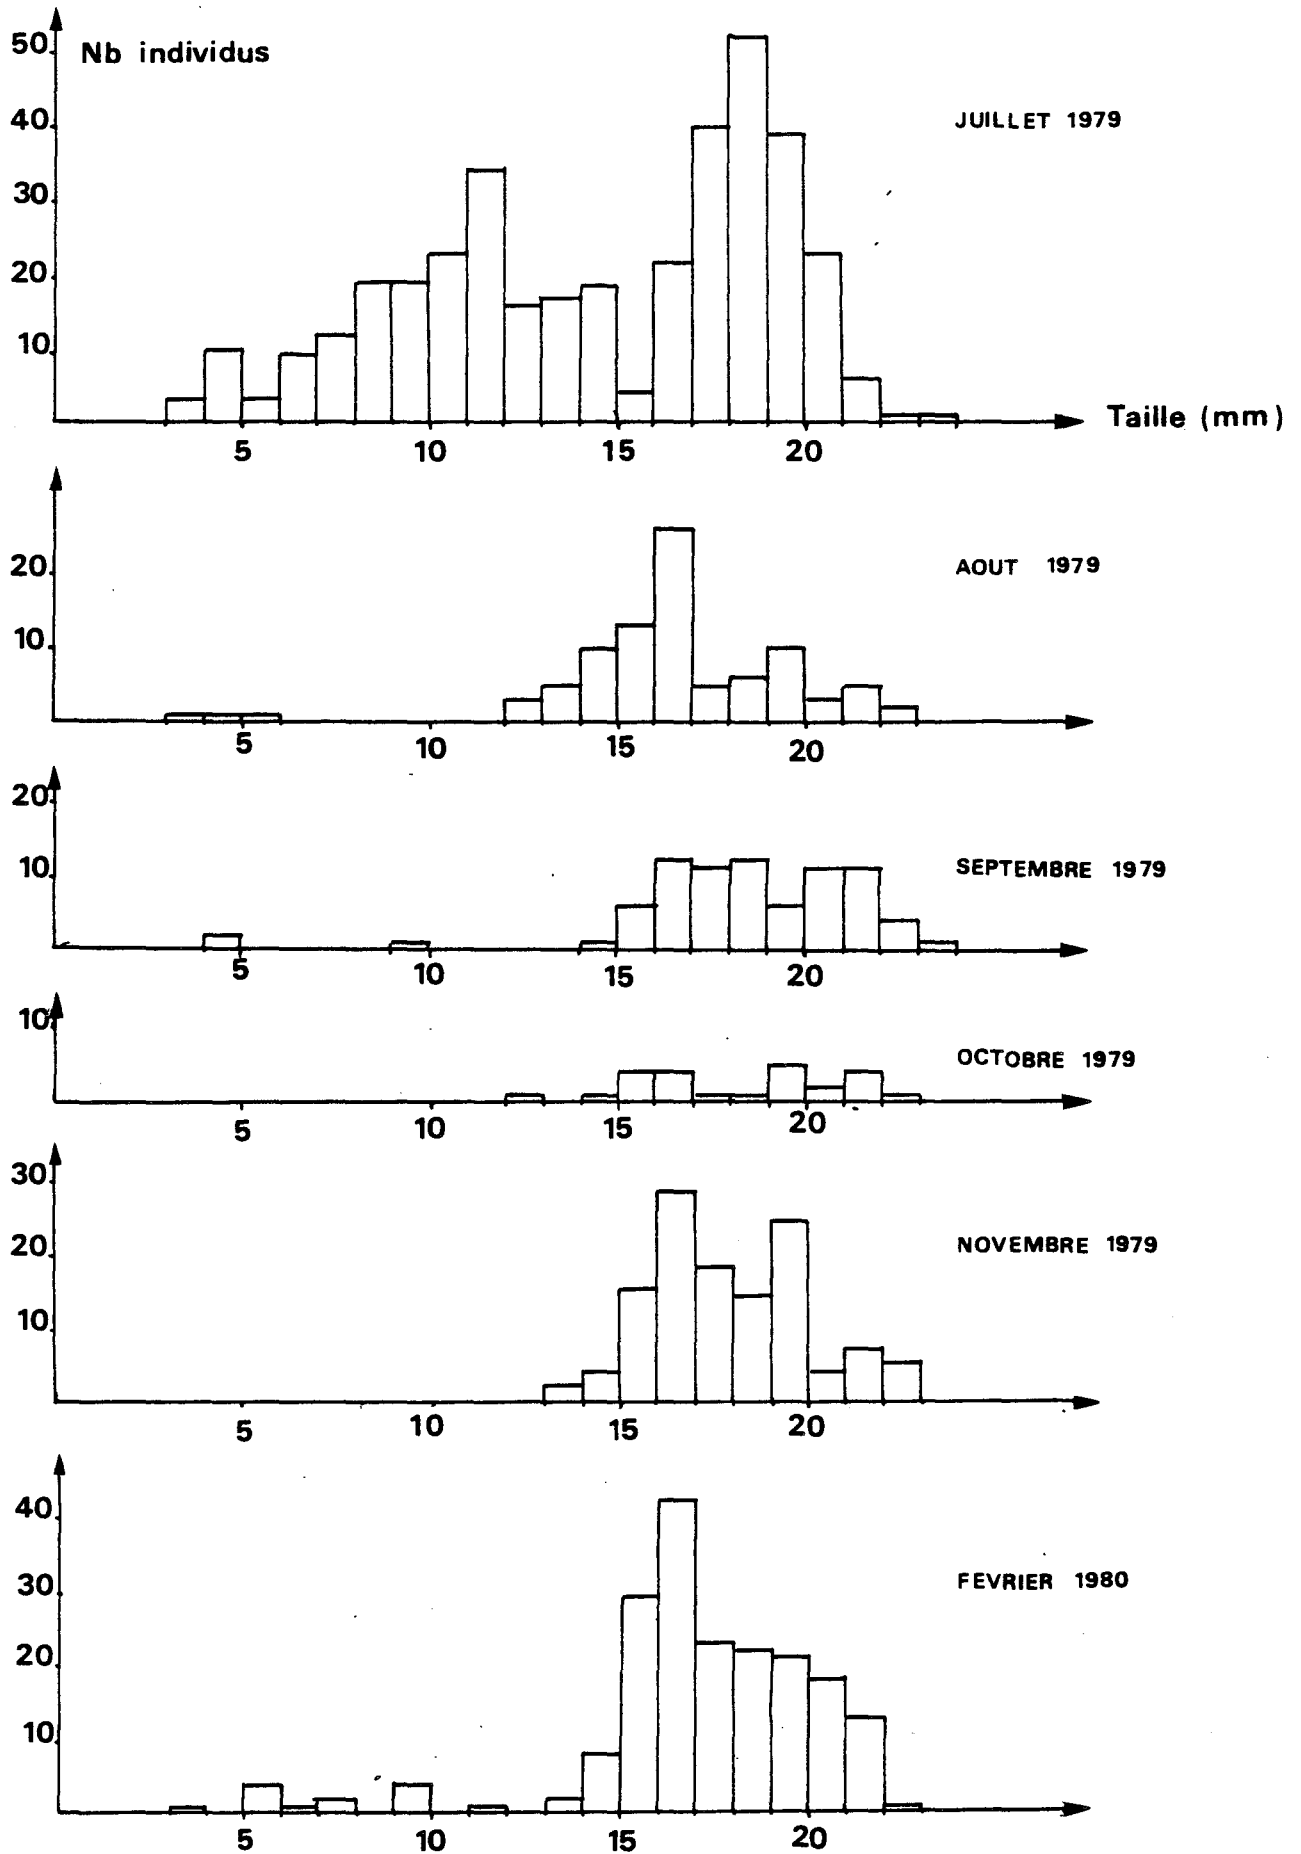 50 Nb individus
40 JUILLET 1979
30
20
10
Taille (mm)
5 10 15 20
20 AOUT 1979
10
5 10 15 20
20
10 SEPTEMBRE 1979
5 10 15 20
10
OCTOBRE 1979
5 10 15 20
30
20 NOVEMBRE 1979
10
5 10 15 20
40
30 FEVRIER 1980
20
10
5 10 15 20